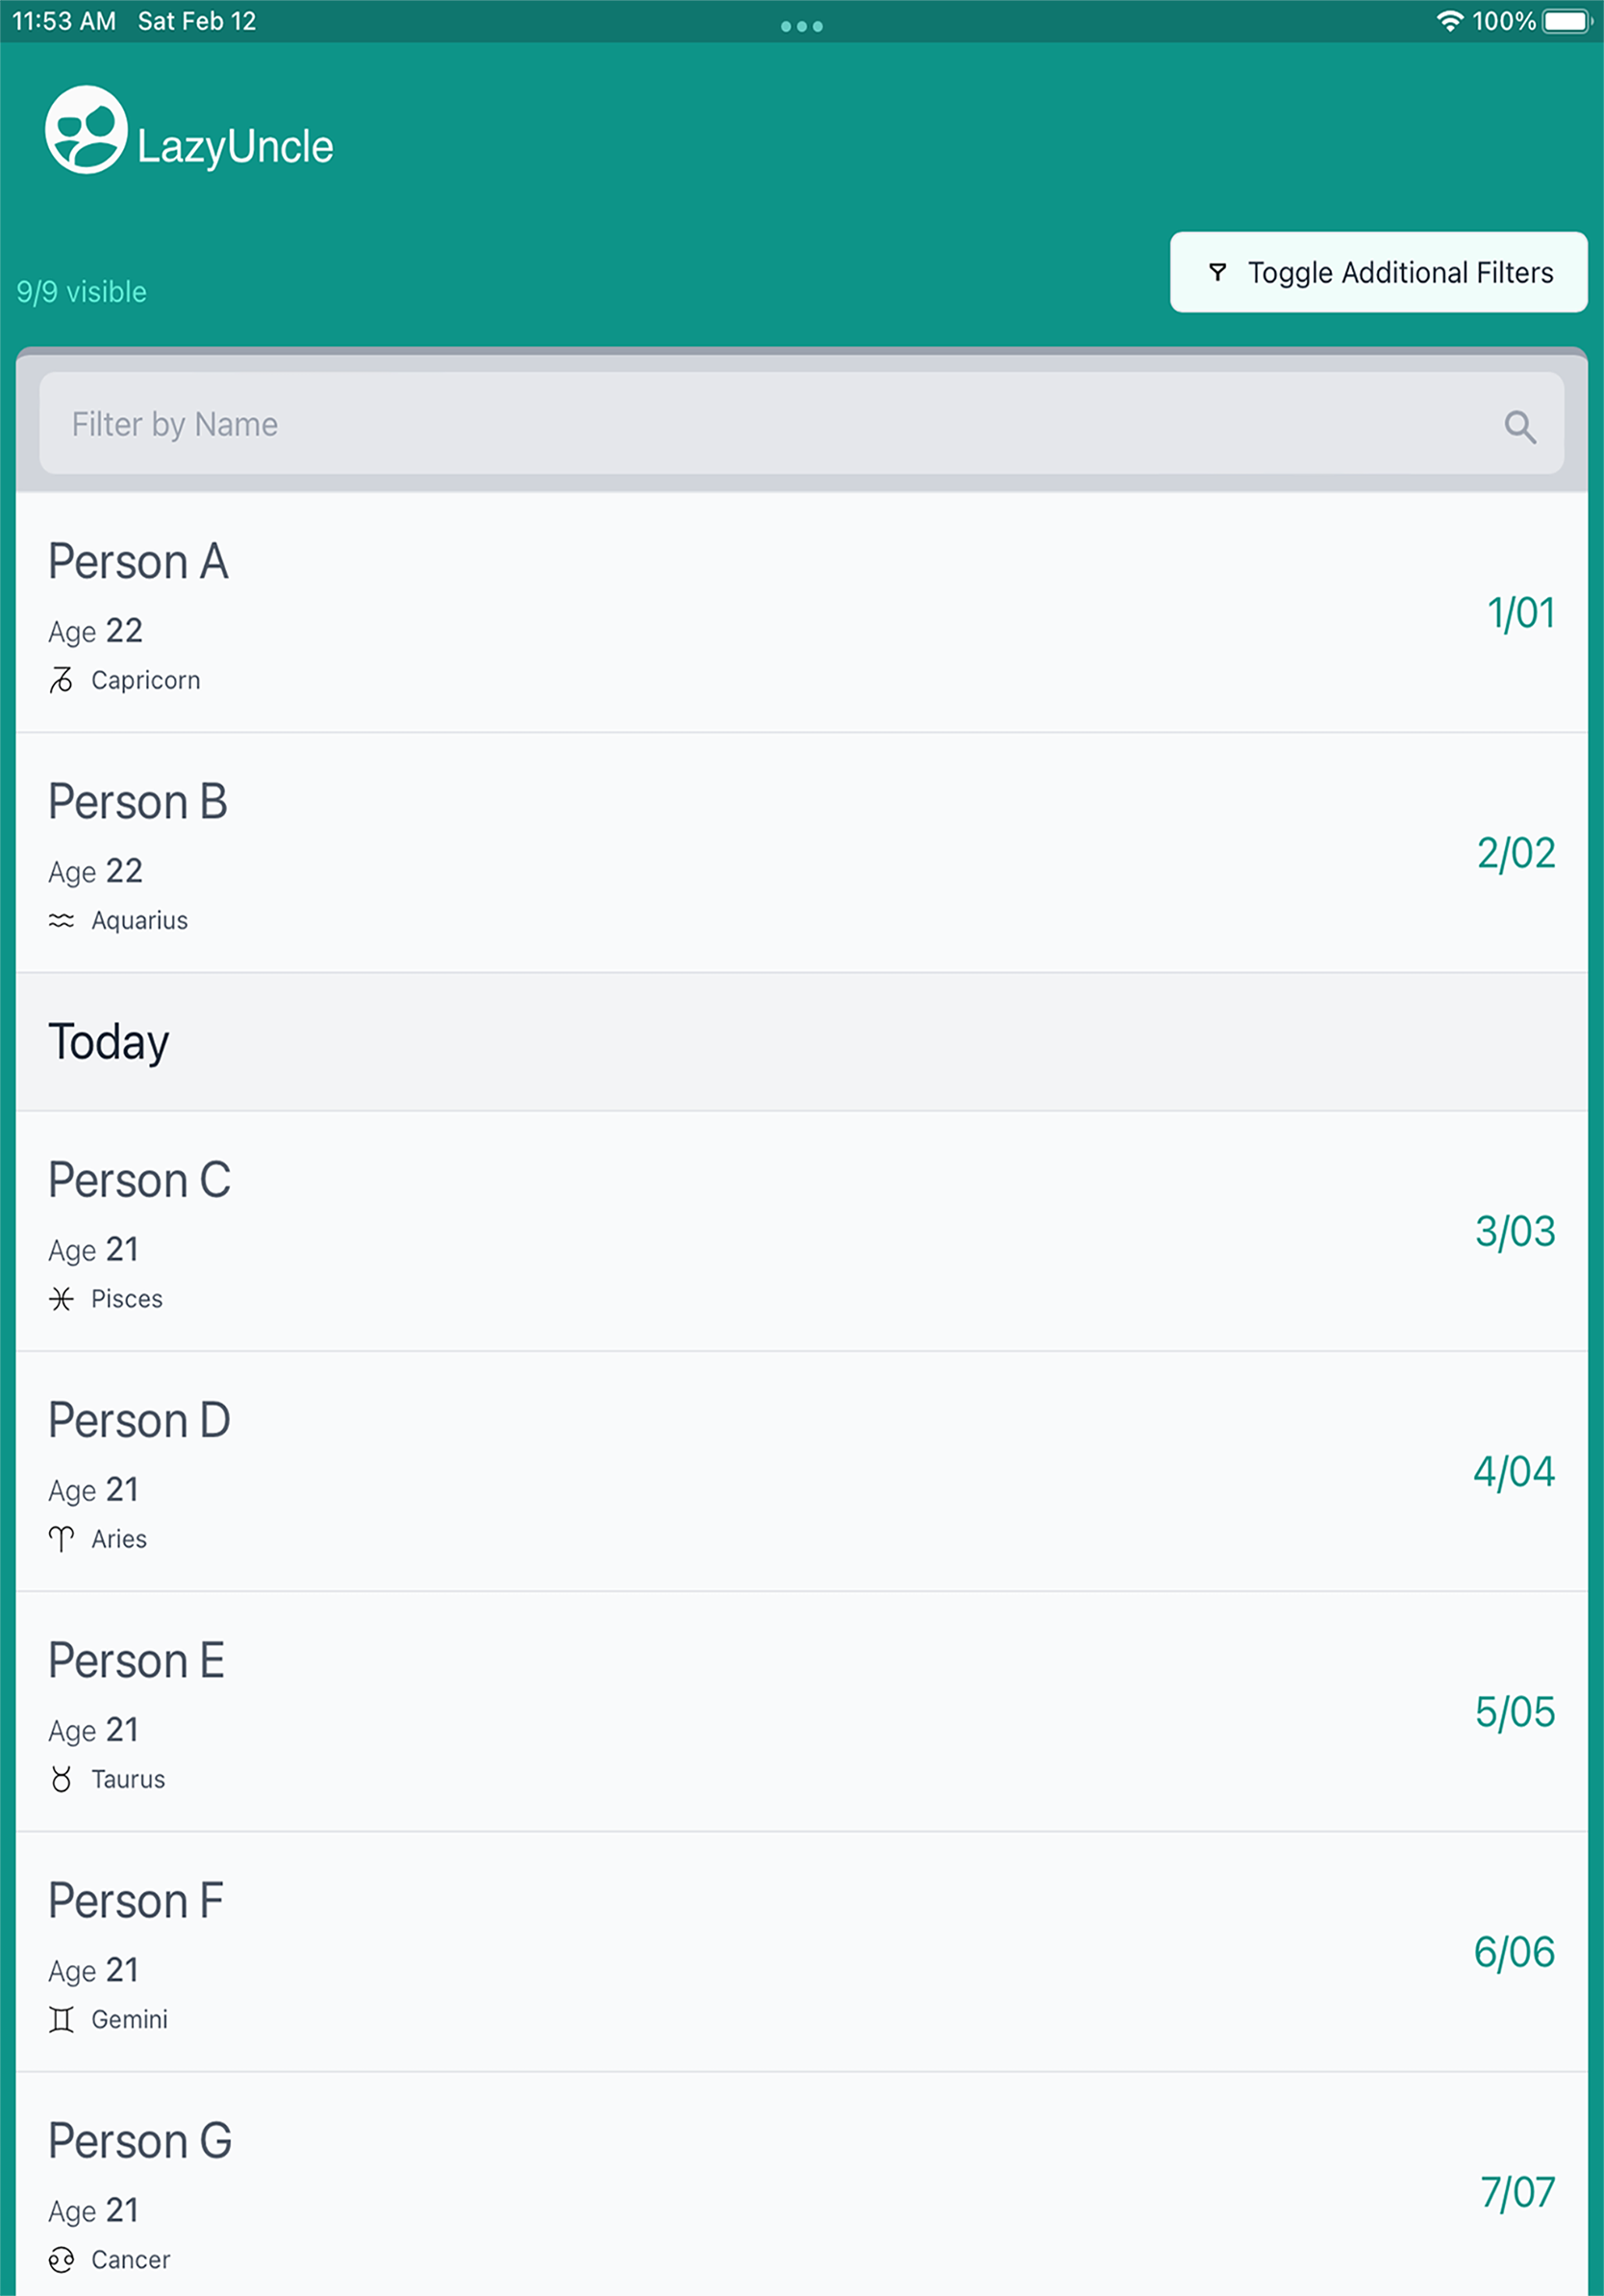 11:53 AM Sat Feb 12 100%
LazyUncle
Toggle Additional Filters
9/9 visible
Filter by Name
Person A
1/01
Age 22
Capricorn
Person B
2/02
Age 22
Aquarius
Today
Person C
3/03
Age 21
Pisces
Person D
4/04
Age 21
Aries
Person E
5/05
Age 21
Taurus
Person F
6/06
Age 21
Gemini
Person G
7/07
Age 21
Cancer